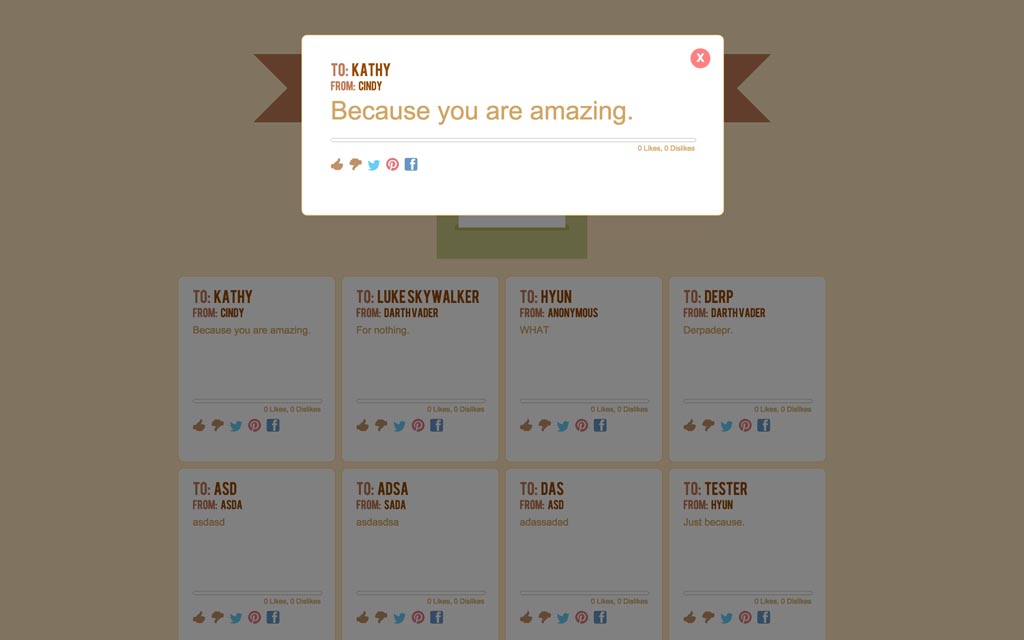 X
TO: KATHY
FROM: CINDY
Because you are amazing.
0 Likes, 0 Dislikes
TO: KATHY
FROM: CINDY
Because you are amazing.
0 Likes, 0 Dislikes
TO: LUKE SKYWALKER
FROM: DARTH VADER
For nothing.
0 Likes, 0 Dislikes
TO: HYUN
FROM: ANONYMOUS
WHAT
0 Likes, 0 Dislikes
TO: DERP
FROM: DARTH VADER
Derpadepr.
0 Likes, 0 Dislikes
TO: ASD
FROM: ASDA
asdasd
0 Likes, 0 Dislikes
TO: ADSA
FROM: SADA
asdasdsa
0 Likes, 0 Dislikes
TO: DAS
FROM: ASD
adassadad
0 Likes, 0 Dislikes
TO: TESTER
FROM: HYUN
Just because.
0 Likes, 0 Dislikes